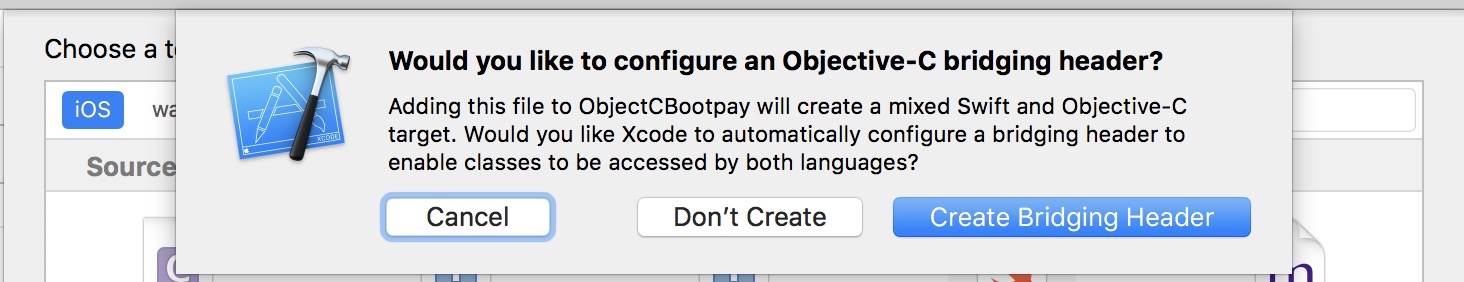 Would you like to configure an Objective-C bridging header?
Choose a t
Adding this file to ObjectCBootpay will create a mixed Swift and Objective-C
iOS
wa
target. Would you like Xcode to automatically configure a bridging header to
enable classes to be accessed by both languages?
XCODE
Source
Cancel
Don't Create
Create Bridging Header
C
m